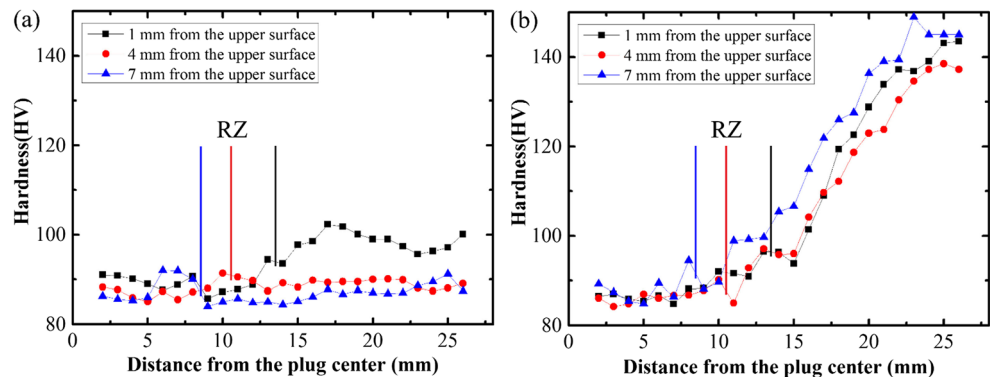 (a)
1 mm from the upper surface
4 mm from the upper surface
7 mm from the upper surface
RZ
Hardness(HV)
140
120
100
80
0 5 10 15 20 25
Distance from the plug center (mm)
(b)
1 mm from the upper surface
4 mm from the upper surface
7 mm from the upper surface
RZ
Hardness(HV)
140
120
100
80
0 5 10 15 20 25
Distance from the plug center (mm)